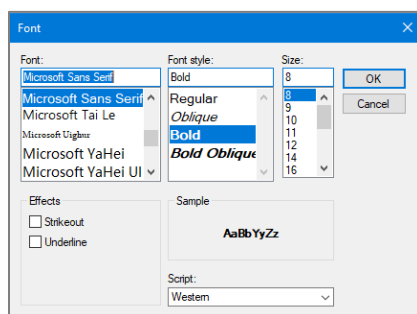 Font
Font:
Microsoft Sans Serif
Microsoft Sans Serif
Microsoft Tai Le
Microsoft Uighur
Microsoft YaHei
Microsoft YaHei UI
Font style:
Bold
Regular
Oblique
Bold
Bold Oblique
Size:
8
8
9
10
11
12
14
16
OK
Cancel
Effects
Strikeout
Underline
Sample
AaBbYyZz
Script:
Western